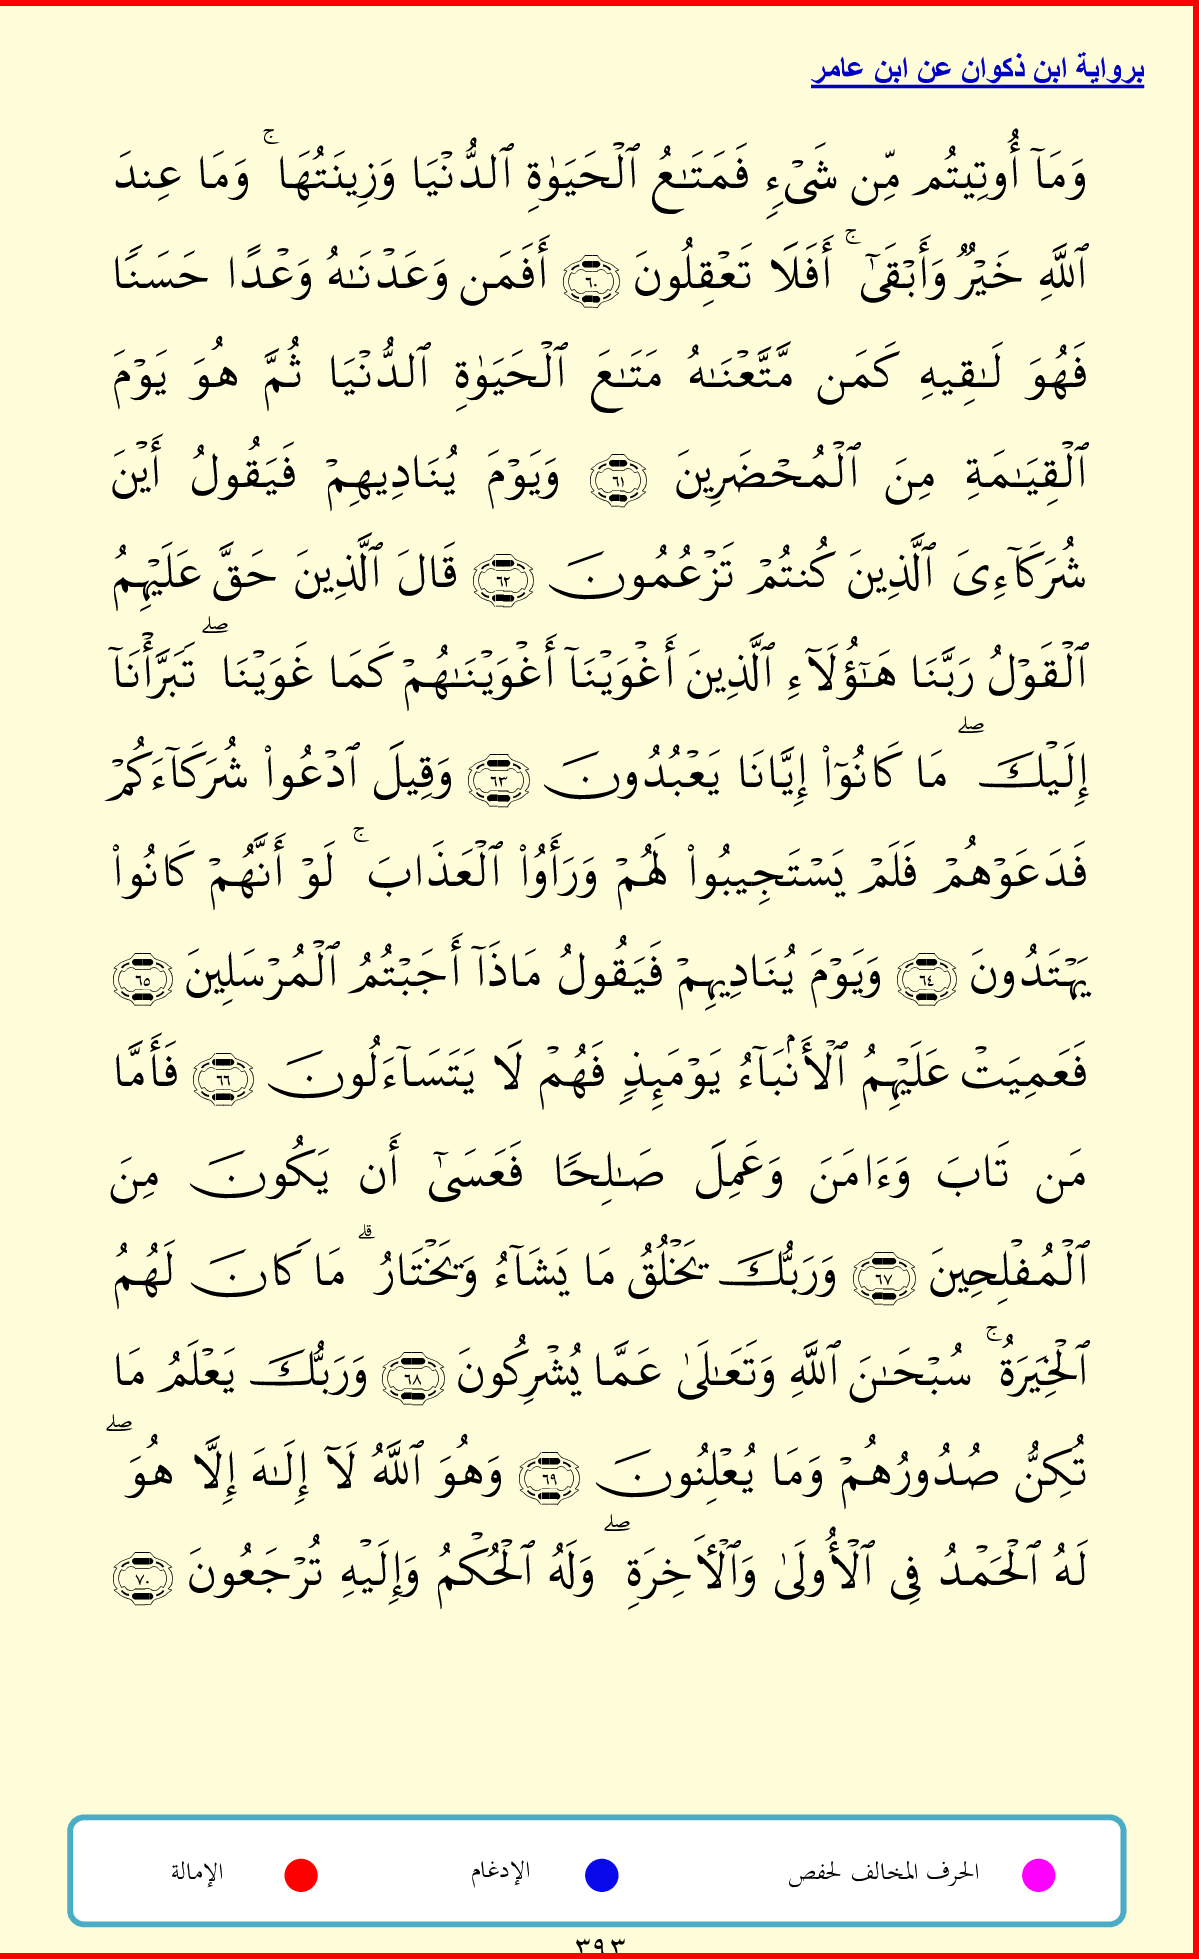 برواية ابن ذكوان عن ابن عامر
وَمَآ أُوتِيتُم مِّن شَيْءٍ فَمَتَٰعُ ٱلْحَيَوٰةِ ٱلدُّنْيَا وَزِينَتُهَا ۚ وَمَا عِندَ
ٱللَّهِ خَيْرٌ وَأَبْقَىٰٓ ۚ أَفَلَا تَعْقِلُونَ ٦٠ أَفَمَن وَعَدْنَٰهُ وَعْدًا حَسَنًا
فَهُوَ لَٰقِيهِ كَمَن مَّتَّعْنَٰهُ مَتَٰعَ ٱلْحَيَوٰةِ ٱلدُّنْيَا ثُمَّ هُوَ يَوْمَ
ٱلْقِيَٰمَةِ مِنَ ٱلْمُحْضَرِينَ ٦١ وَيَوْمَ يُنَادِيهِمْ فَيَقُولُ أَيْنَ
شُرَكَآءِىَ ٱلَّذِينَ كُنتُمْ تَزْعُمُونَ ٦٢ قَالَ ٱلَّذِينَ حَقَّ عَلَيْهِمُ
ٱلْقَوْلُ رَبَّنَا هَٰٓؤُلَآءِ ٱلَّذِينَ أَغْوَيْنَآ أَغْوَيْنَٰهُمْ كَمَا غَوَيْنَا ۖ تَبَرَّأْنَآ
إِلَيْكَ ۖ مَا كَانُوٓا۟ إِيَّانَا يَعْبُدُونَ ٦٣ وَقِيلَ ٱدْعُوا۟ شُرَكَآءَكُمْ
فَدَعَوْهُمْ فَلَمْ يَسْتَجِيبُوا۟ لَهُمْ وَرَأَوُا۟ ٱلْعَذَابَ ۚ لَوْ أَنَّهُمْ كَانُوا۟
يَهْتَدُونَ ٦٤ وَيَوْمَ يُنَادِيهِمْ فَيَقُولُ مَاذَآ أَجَبْتُمُ ٱلْمُرْسَلِينَ ٦٥
فَعَمِيَتْ عَلَيْهِمُ ٱلْأَنۢبَآءُ يَوْمَئِذٍ فَهُمْ لَا يَتَسَآءَلُونَ ٦٦ فَأَمَّا
مَن تَابَ وَءَامَنَ وَعَمِلَ صَٰلِحًا فَعَسَىٰٓ أَن يَكُونَ مِنَ
ٱلْمُفْلِحِينَ ٦٧ وَرَبُّكَ يَخْلُقُ مَا يَشَآءُ وَيَخْتَارُ ۗ مَا كَانَ لَهُمُ
ٱلْخِيَرَةُ ۚ سُبْحَٰنَ ٱللَّهِ وَتَعَٰلَىٰ عَمَّا يُشْرِكُونَ ٦٨ وَرَبُّكَ يَعْلَمُ مَا
تُكِنُّ صُدُورُهُمْ وَمَا يُعْلِنُونَ ٦٩ وَهُوَ ٱللَّهُ لَآ إِلَٰهَ إِلَّا هُوَ ۖ
لَهُ ٱلْحَمْدُ فِى ٱلْأُولَىٰ وَٱلْأَخِرَةِ ۖ وَلَهُ ٱلْحُكْمُ وَإِلَيْهِ تُرْجَعُونَ ٧٠
الحرف المخالف لحفص الإدغام الإمالة
٣٩٣